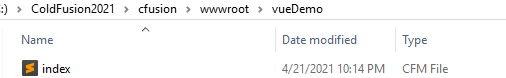 :) › ColdFusion2021 › cfusion › wwwroot › vueDemo
Name Date modified Type
index 4/21/2021 10:14 PM CFM File